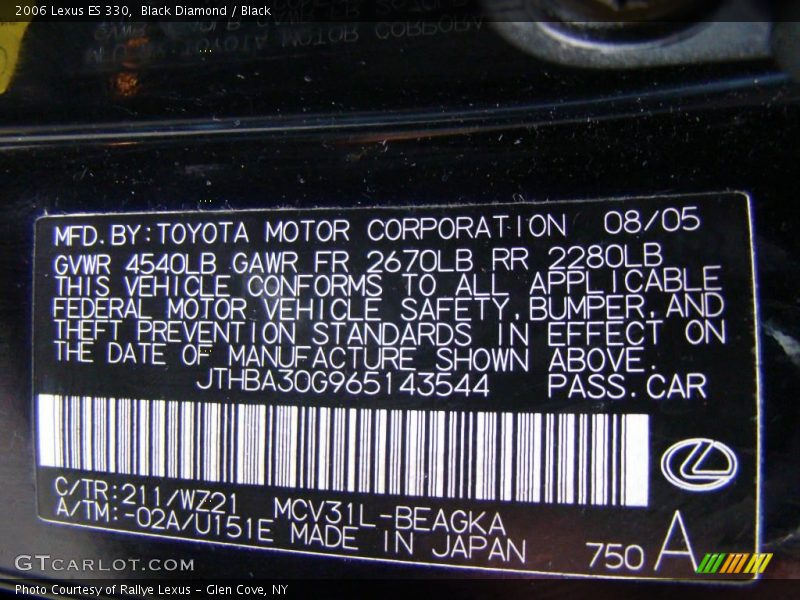 2006 Lexus ES 330, Black Diamond / Black
MFD. BY: TOYOTA MOTOR CORPORATION 08/05
GVWR 4540LB GAWR FR 2670LB RR 2280LB
THIS VEHICLE CONFORMS TO ALL APPLICABLE
FEDERAL MOTOR VEHICLE SAFETY, BUMPER, AND
THEFT PREVENTION STANDARDS IN EFFECT ON
THE DATE OF MANUFACTURE SHOWN ABOVE.
JTHBA30G965143544 PASS. CAR
C/TR: 211/WZ21 MCV31L-BEAGKA
A/TM: -02A/U151E MADE IN JAPAN 750 A
GTcarlot.com
Photo Courtesy of Rallye Lexus - Glen Cove, NY